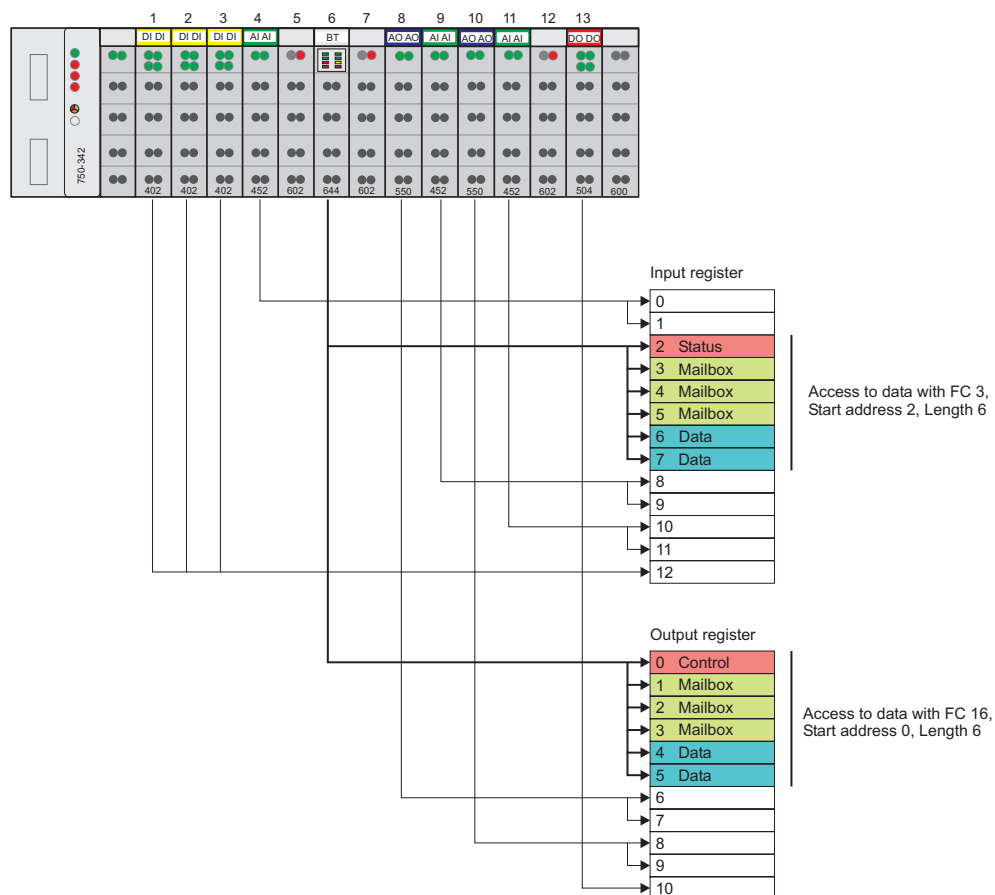 1 2 3 4 5 6 7 8 9 10 11 12 13
DI DI DI DI DI DI AI AI BT AO AO AI AI AO AO AI AI DO DO
750-342
402 402 402 452 602 644 602 550 452 550 452 602 504 600
Input register
0
1
2 Status
3 Mailbox
4 Mailbox
5 Mailbox
6 Data
7 Data
8
9
10
11
12
Access to data with FC 3,
Start address 2, Length 6
Output register
0 Control
1 Mailbox
2 Mailbox
3 Mailbox
4 Data
5 Data
6
7
8
9
10
Access to data with FC 16,
Start address 0, Length 6